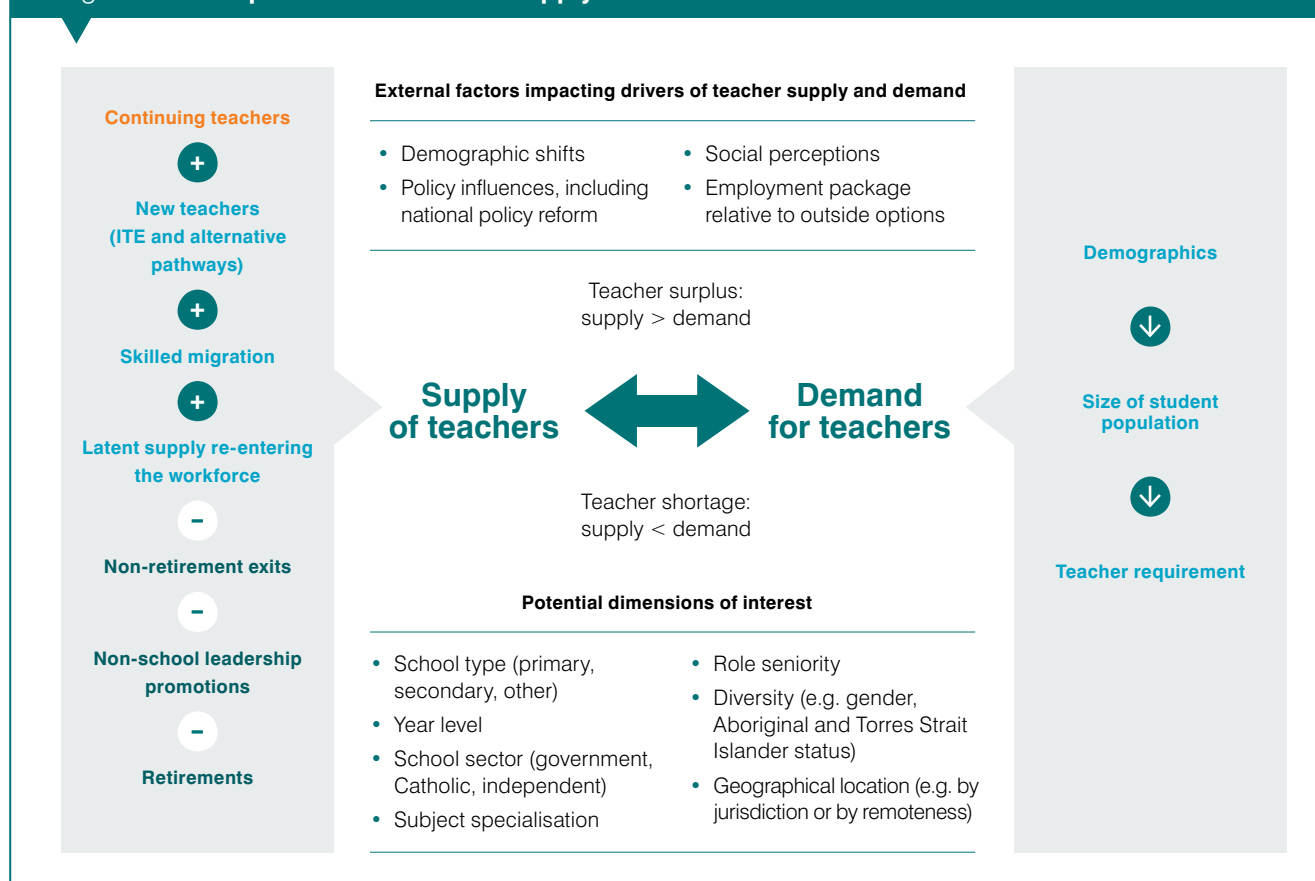 Continuing teachers
+
New teachers
(ITE and alternative
pathways)
+
Skilled migration
+
Latent supply re-entering
the workforce
-
Non-retirement exits
-
Non-school leadership
promotions
-
Retirements
External factors impacting drivers of teacher supply and demand
• Demographic shifts
• Policy influences, including
national policy reform
• Social perceptions
• Employment package
relative to outside options
Teacher surplus:
supply > demand
Supply
of teachers
Demand
for teachers
Teacher shortage:
supply < demand
Potential dimensions of interest
• School type (primary,
secondary, other)
• Year level
• School sector (government,
Catholic, independent)
• Subject specialisation
• Role seniority
• Diversity (e.g. gender,
Aboriginal and Torres Strait
Islander status)
• Geographical location (e.g. by
jurisdiction or by remoteness)
Demographics
↓
Size of student
population
↓
Teacher requirement